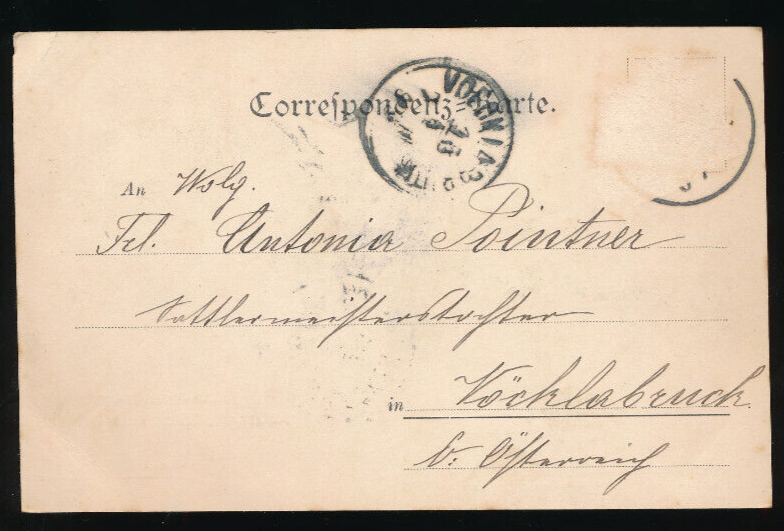 Correspondenz-Karte.
An Wolg.
Frl. Antonia Pointner
Sattlermeisterstochter
in Vöcklabruck
O: Österreich